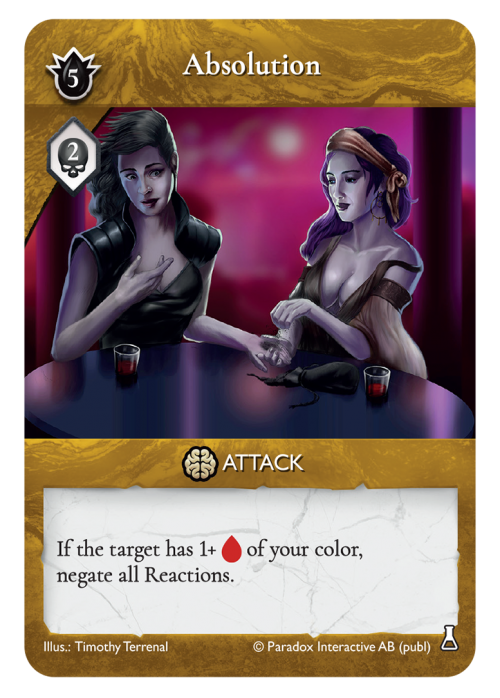 Absolution
5
2
ATTACK
If the target has 1+ of your color,
negate all Reactions.
Illus.: Timothy Terrenal
© Paradox Interactive AB (publ)